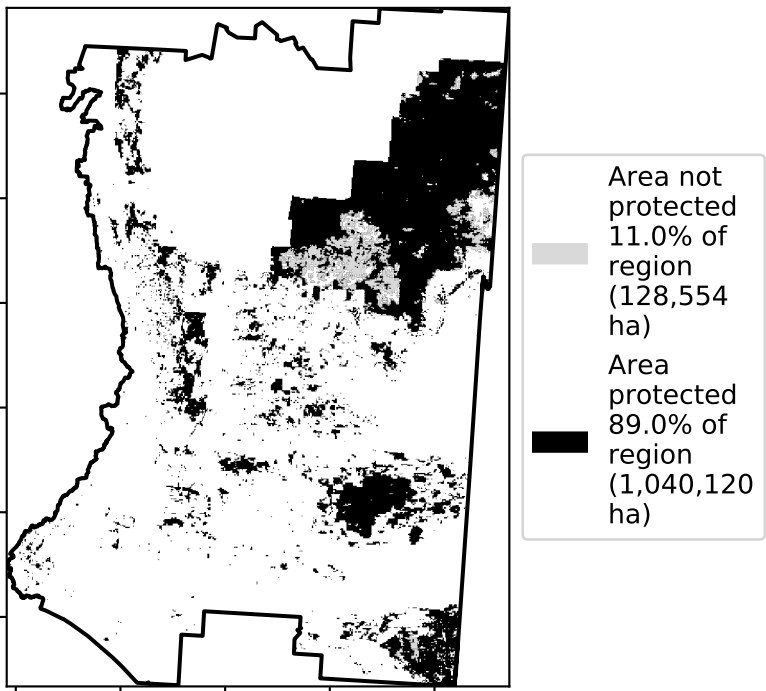 Area not
protected
11.0% of
region
(128,554
ha)
Area
protected
89.0% of
region
(1,040,120
ha)